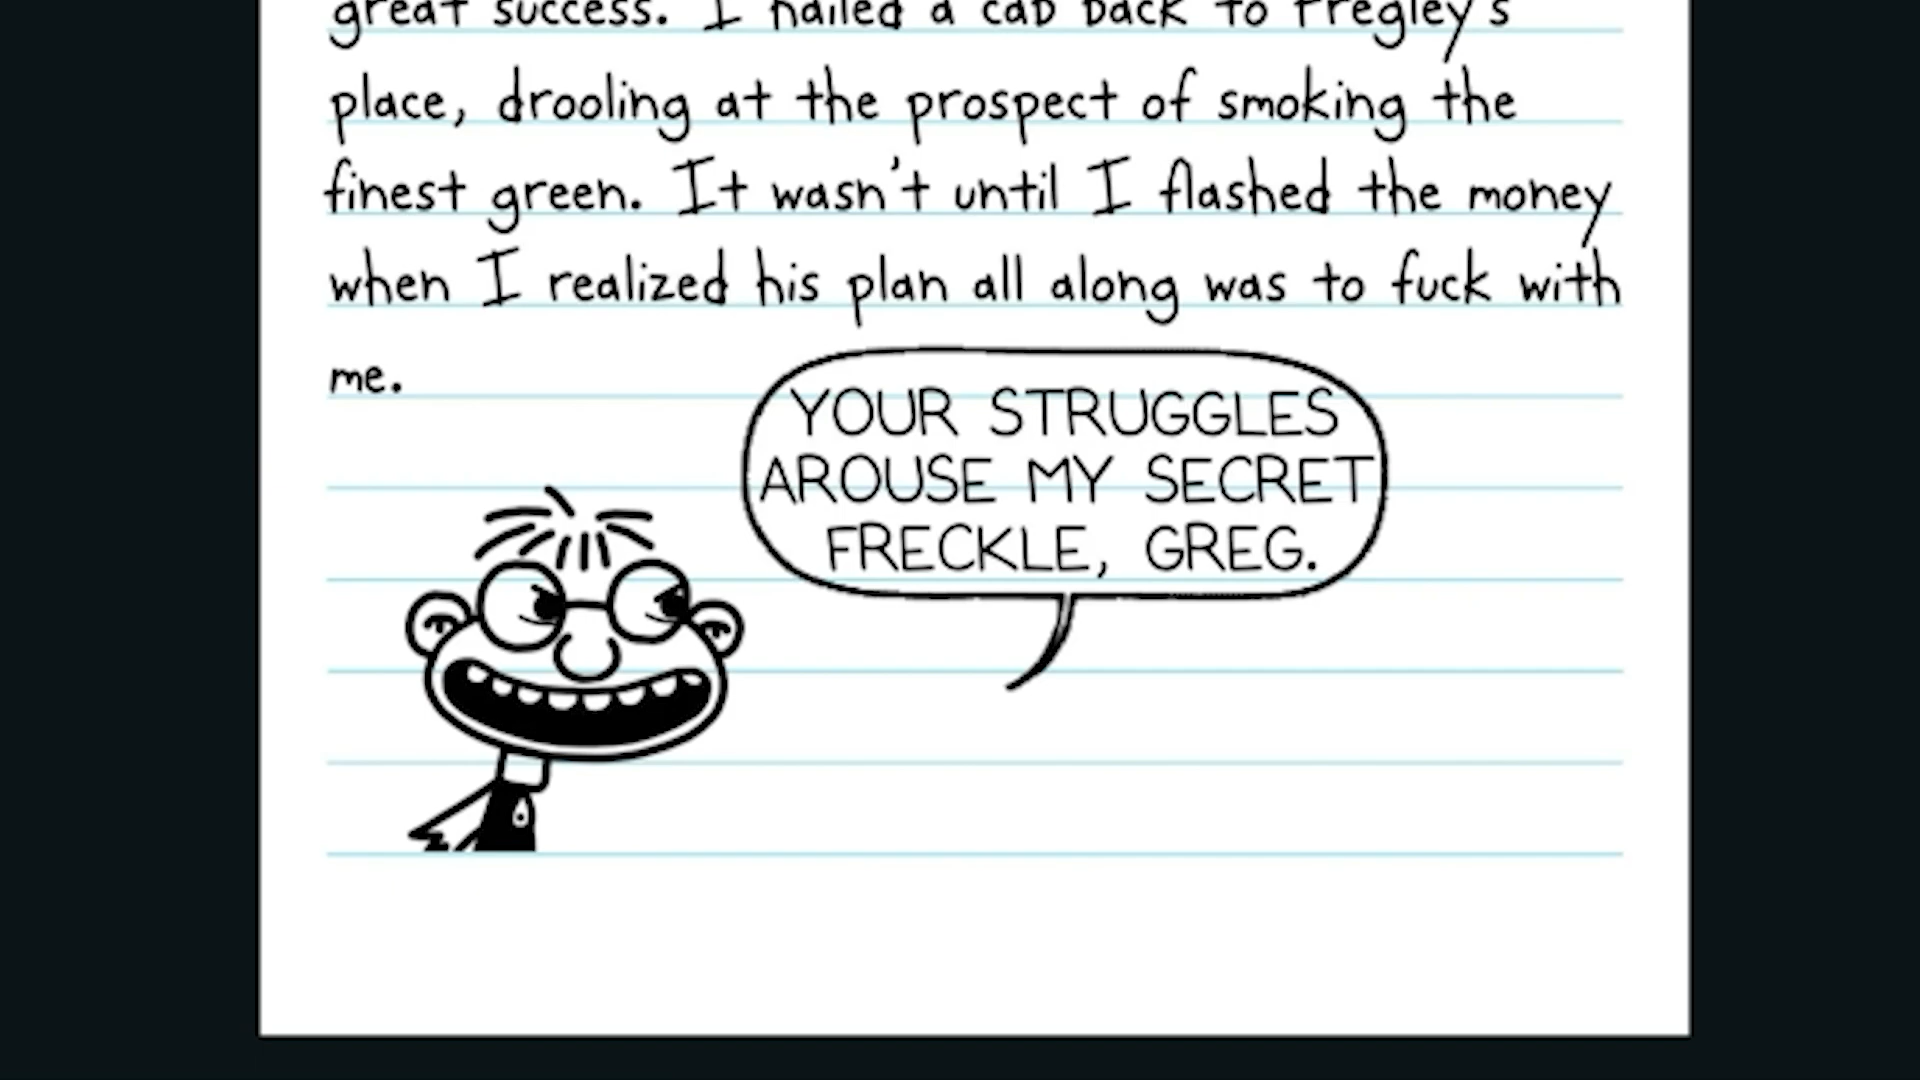 great success. I hailed a cab back to Fregley's
place, drooling at the prospect of smoking the
finest green. It wasn't until I flashed the money
when I realized his plan all along was to fuck with
me.
YOUR STRUGGLES
AROUSE MY SECRET
FRECKLE, GREG.